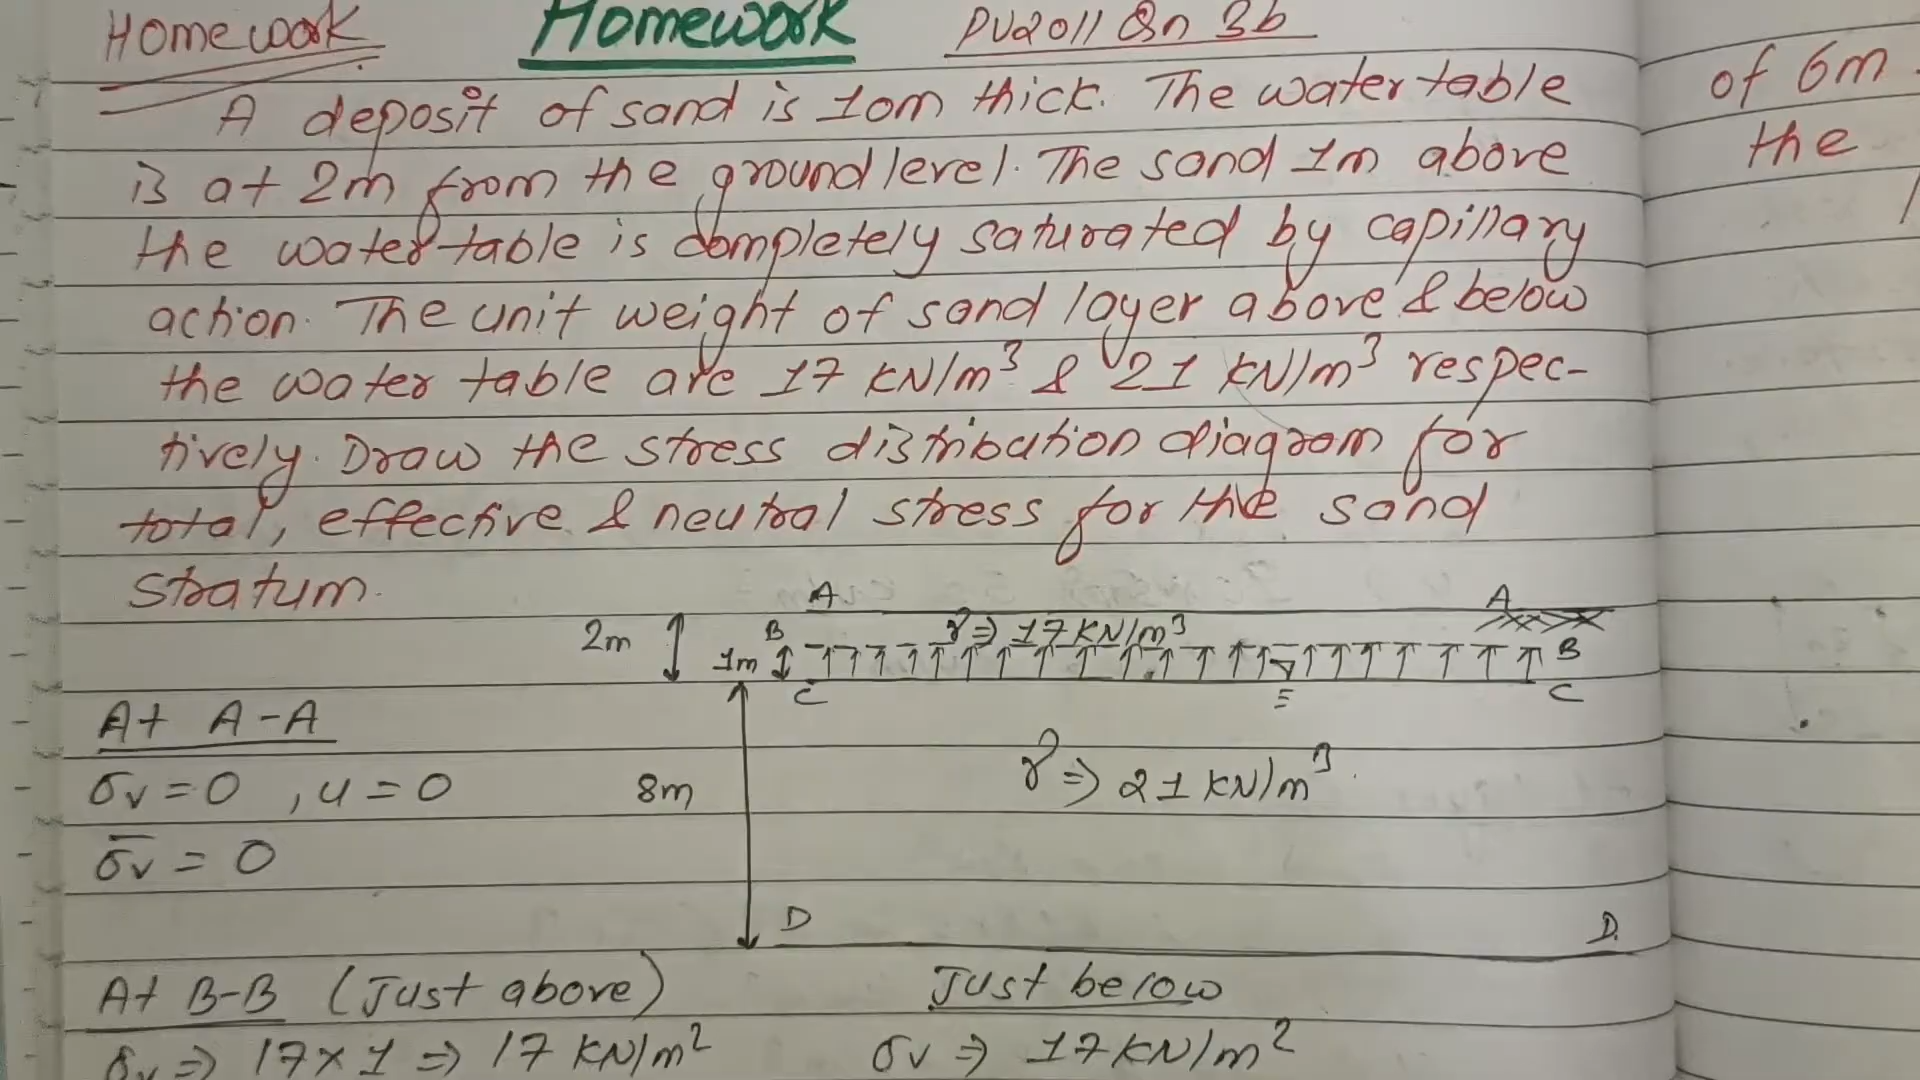 Homework Homework PU2011 Qn 3b
A deposit of sand is 10m thick. The water table
is at 2m from the ground level. The sand 1m above
the water table is completely saturated by capillary
action. The unit weight of sand layer above & below
the water table are 17 KN/m³ & 21 KN/m³ respec-
tively. Draw the stress distribution diagram for
total, effective & neutral stress for the sand
stratum.
of 6m
the
A A
2m B γ⇒ 17KN/m³
1m B
C C
At A-A
σv = 0 , u = 0 8m γ⇒ 21 KN/m³
σ̄v = 0
D D
At B-B (Just above) Just below
σv ⇒ 17×1 ⇒ 17 KN/m² σv ⇒ 17KN/m²